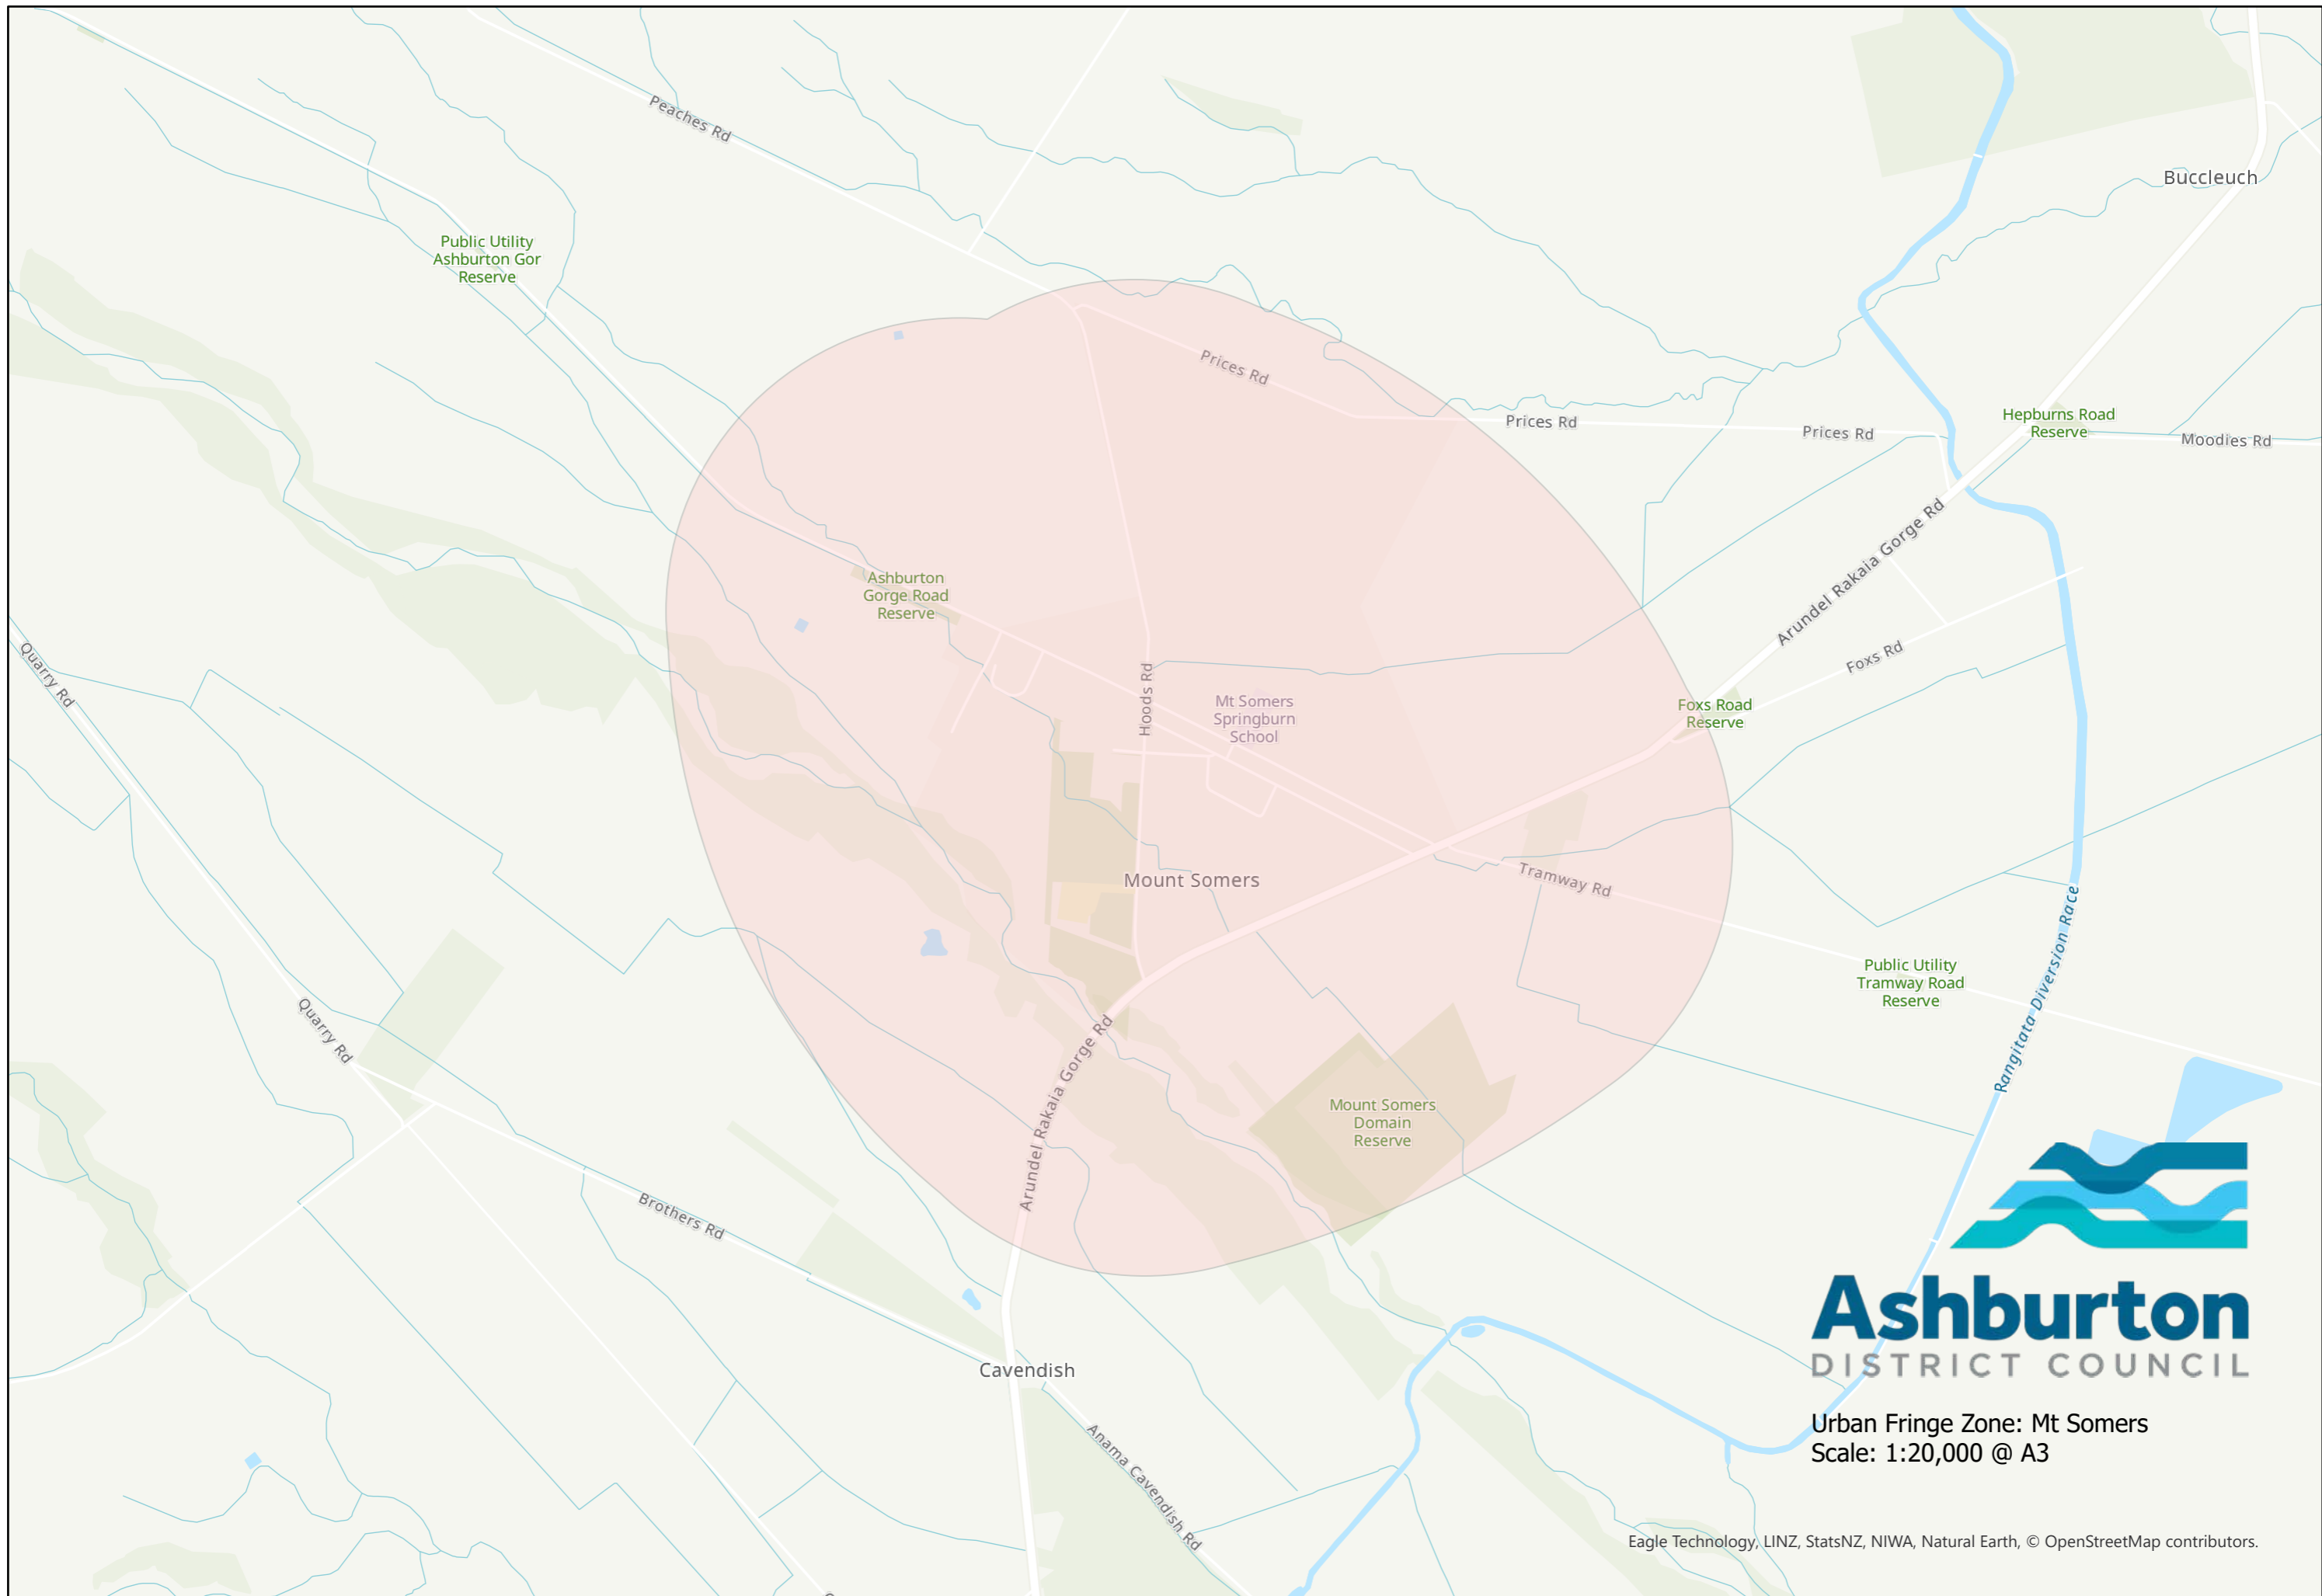 Peaches Rd
Buccleuch
Public Utility
Ashburton Gor
Reserve
Prices Rd
Prices Rd
Prices Rd
Hepburns Road
Reserve
Moodies Rd
Arundel Rakaia Gorge Rd
Ashburton
Gorge Road
Reserve
Quarry Rd
Hoods Rd
Foxs Rd
Mt Somers
Springburn
School
Foxs Road
Reserve
Mount Somers
Tramway Rd
Rangitata Diversion Race
Public Utility
Tramway Road
Reserve
Quarry Rd
Arundel Rakaia Gorge Rd
Mount Somers
Domain
Reserve
Brothers Rd
Cavendish
Anama Cavendish Rd
Ashburton
DISTRICT COUNCIL
Urban Fringe Zone: Mt Somers
Scale: 1:20,000 @ A3
Eagle Technology, LINZ, StatsNZ, NIWA, Natural Earth, © OpenStreetMap contributors.